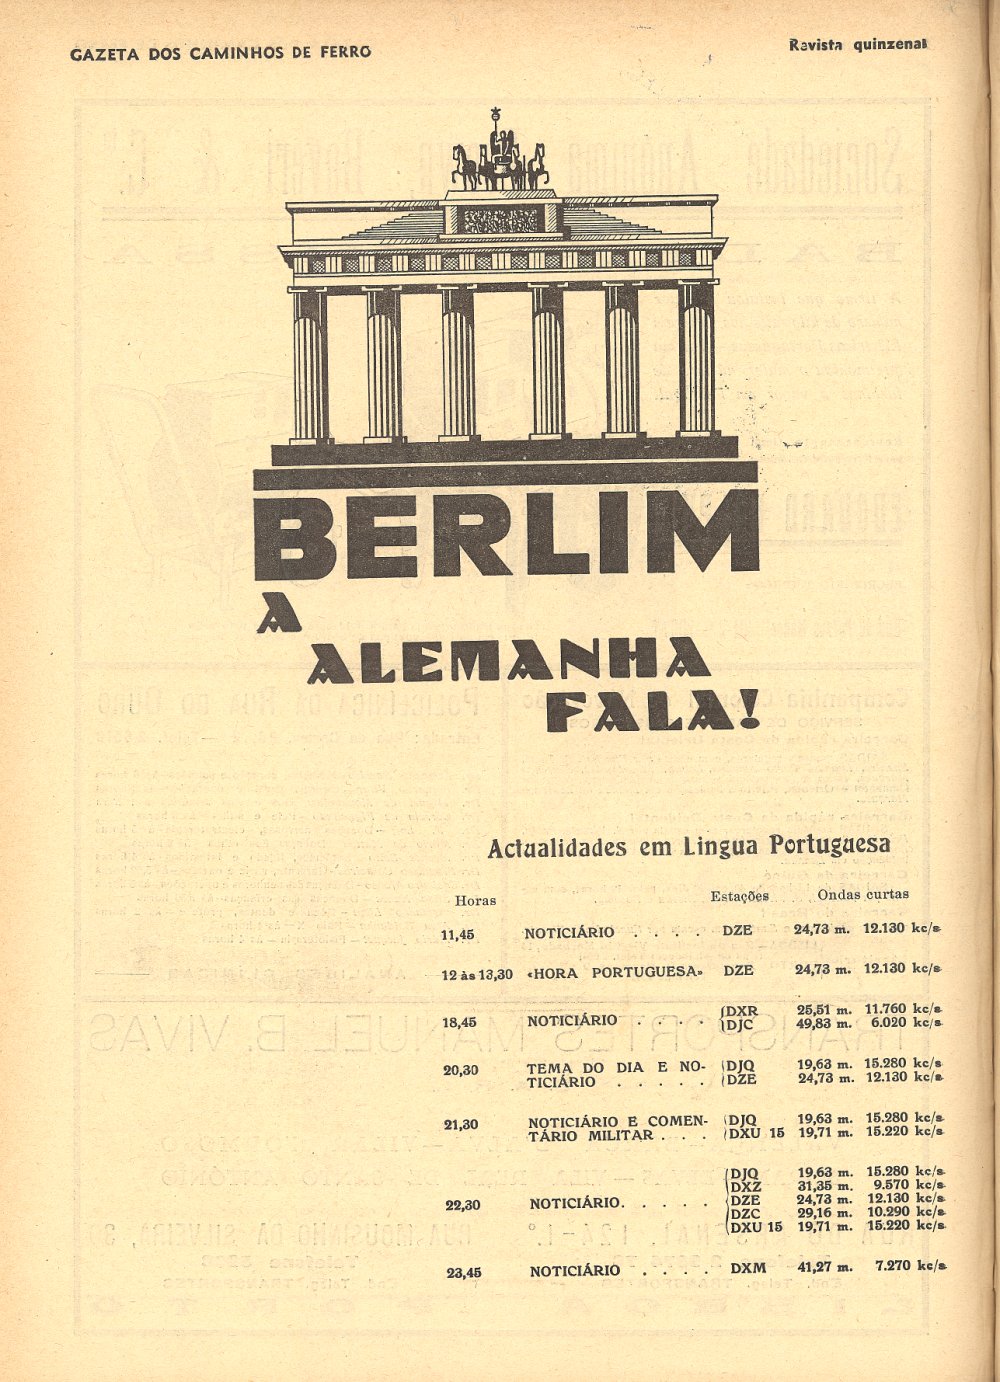 GAZETA DOS CAMINHOS DE FERRO
Revista quinzenal
BERLIM
A
ALEMANHA
FALA!
Actualidades em Lingua Portuguesa
Horas Estações Ondas curtas
11,45 NOTICIÁRIO . . . . DZE 24,73 m. 12.130 kc/s.
12 às 13,30 «HORA PORTUGUESA» DZE 24,73 m. 12.130 kc/s.
18,45 NOTICIÁRIO . . . . DXR 25,51 m. 11.760 kc/s.
DJC 49,83 m. 6.020 kc/s.
20,30 TEMA DO DIA E NO- DJQ 19,63 m. 15.280 kc/s.
TICIÁRIO . . . . . DZE 24,73 m. 12.130 kc/s.
21,30 NOTICIÁRIO E COMEN- DJQ 19,63 m. 15.280 kc/s.
TÁRIO MILITAR . . . DXU 15 19,71 m. 15.220 kc/s.
DJQ 19,63 m. 15.280 kc/s.
DXZ 31,35 m. 9.570 kc/s.
22,30 NOTICIÁRIO. . . . . DZE 24,73 m. 12.130 kc/s.
DZC 29,16 m. 10.290 kc/s.
DXU 15 19,71 m. 15.220 kc/s.
23,45 NOTICIÁRIO . . . . DXM 41,27 m. 7.270 kc/s.